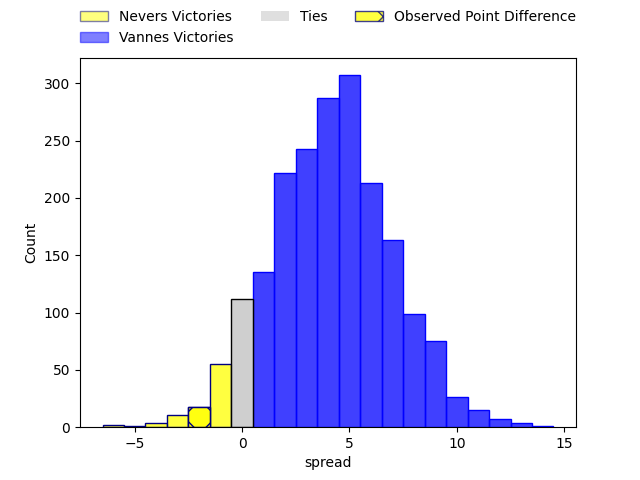 Nevers Victories
Ties
Observed Point Difference
Vannes Victories
300
250
200
150
100
50
0
−5
0
5
10
15
Count
spread